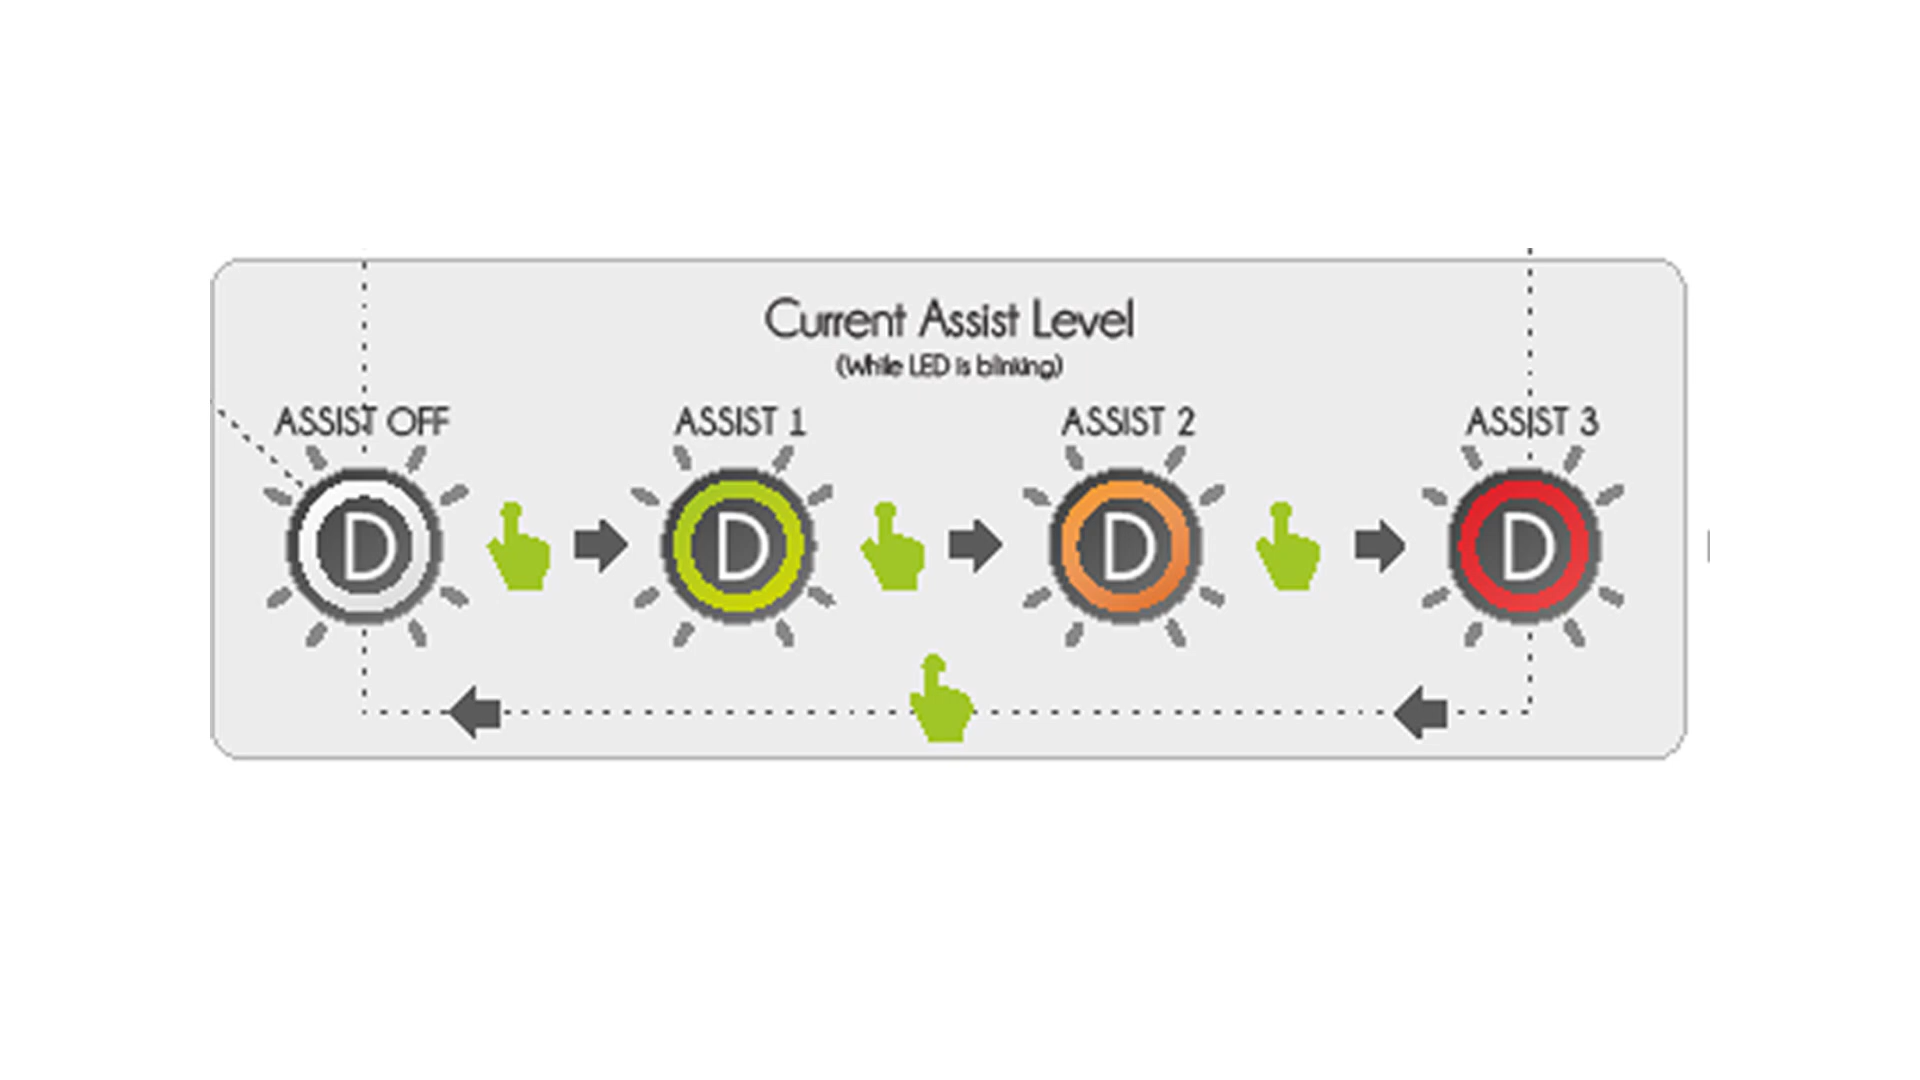 Current Assist Level
(While LED is blinking)
ASSIST OFF
ASSIST 1
ASSIST 2
ASSIST 3
D
D
D
D